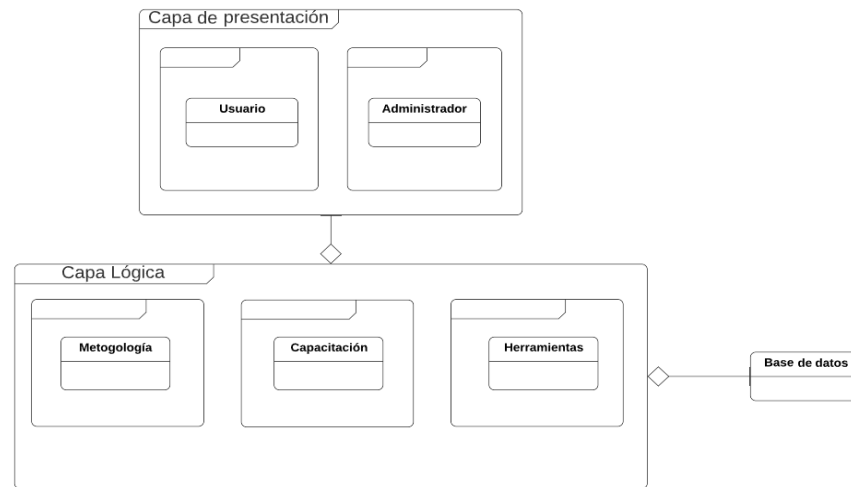 Capa de presentación
Usuario
Administrador
Capa Lógica
Metogología
Capacitación
Herramientas
Base de datos